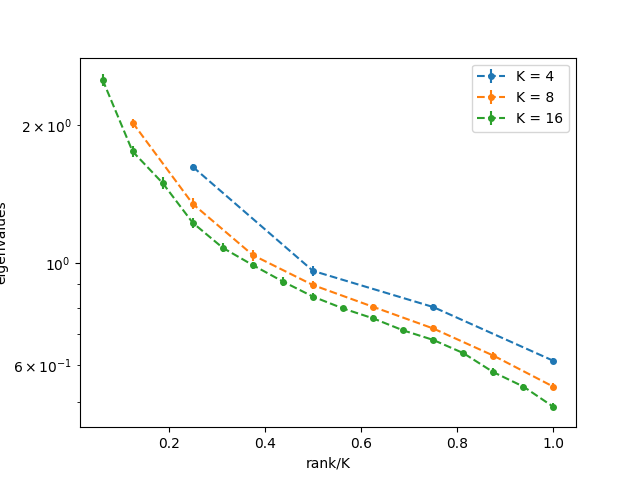 K = 4
K = 8
K = 16
2 × 10⁰
10⁰
6 × 10⁻¹
eigenvalues
0.2 0.4 0.6 0.8 1.0
rank/K